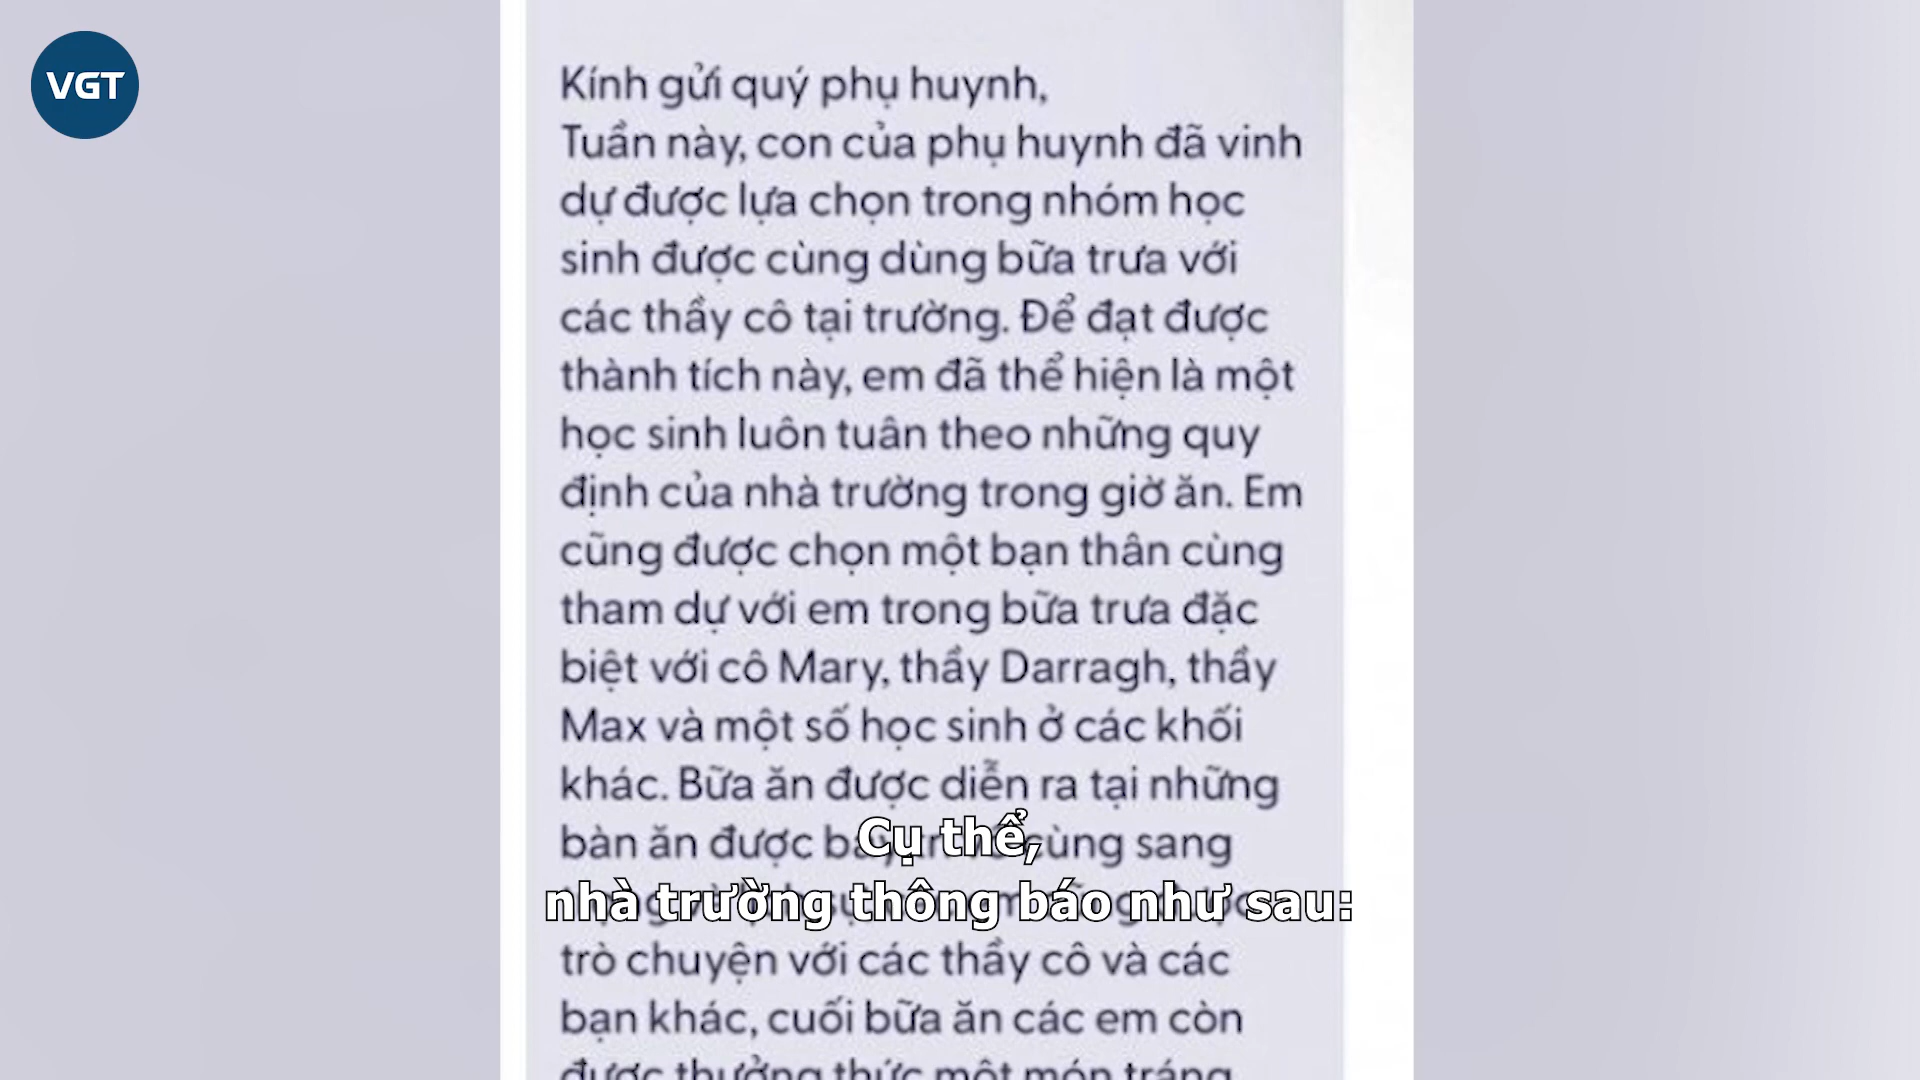 VGT
Kính gửi quý phụ huynh,
Tuần này, con của phụ huynh đã vinh
dự được lựa chọn trong nhóm học
sinh được cùng dùng bữa trưa với
các thầy cô tại trường. Để đạt được
thành tích này, em đã thể hiện là một
học sinh luôn tuân theo những quy
định của nhà trường trong giờ ăn. Em
cũng được chọn một bạn thân cùng
tham dự với em trong bữa trưa đặc
biệt với cô Mary, thầy Darragh, thầy
Max và một số học sinh ở các khối
khác. Bữa ăn được diễn ra tại những
bàn ăn được cùng sang
Cụ thể,
nhà trường thông báo như sau:
trò chuyện với các thầy cô và các
bạn khác, cuối bữa ăn các em còn
được thưởng thức một món tráng